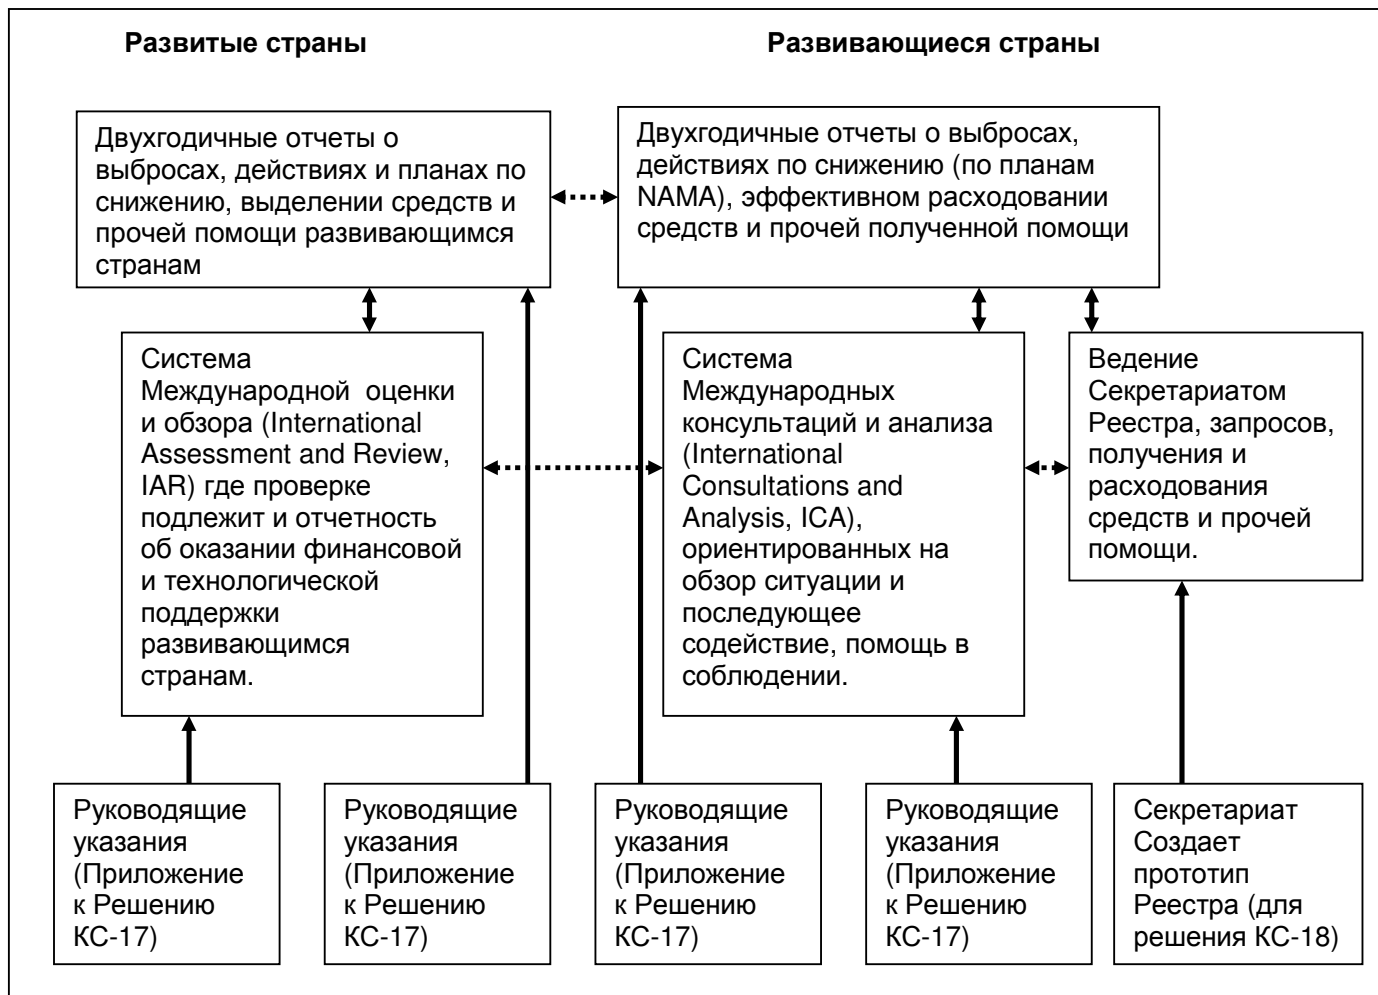 Развитые страны
Развивающиеся страны
Двухгодичные отчеты о
выбросах, действиях и планах по
снижению, выделении средств и
прочей помощи развивающимся
странам
Двухгодичные отчеты о выбросах,
действиях по снижению (по планам
NAMA), эффективном расходовании
средств и прочей полученной помощи
Система
Международной оценки
и обзора (International
Assessment and Review,
IAR) где проверке
подлежит и отчетность
об оказании финансовой
и технологической
поддержки
развивающимся
странам.
Система
Международных
консультаций и анализа
(International
Consultations and
Analysis, ICA),
ориентированных на
обзор ситуации и
последующее
содействие, помощь в
соблюдении.
Ведение
Секретариатом
Реестра, запросов,
получения и
расходования
средств и прочей
помощи.
Руководящие
указания
(Приложение
к Решению
КС-17)
Руководящие
указания
(Приложение
к Решению
КС-17)
Руководящие
указания
(Приложение
к Решению
КС-17)
Руководящие
указания
(Приложение
к Решению
КС-17)
Секретариат
Создает
прототип
Реестра (для
решения КС-18)